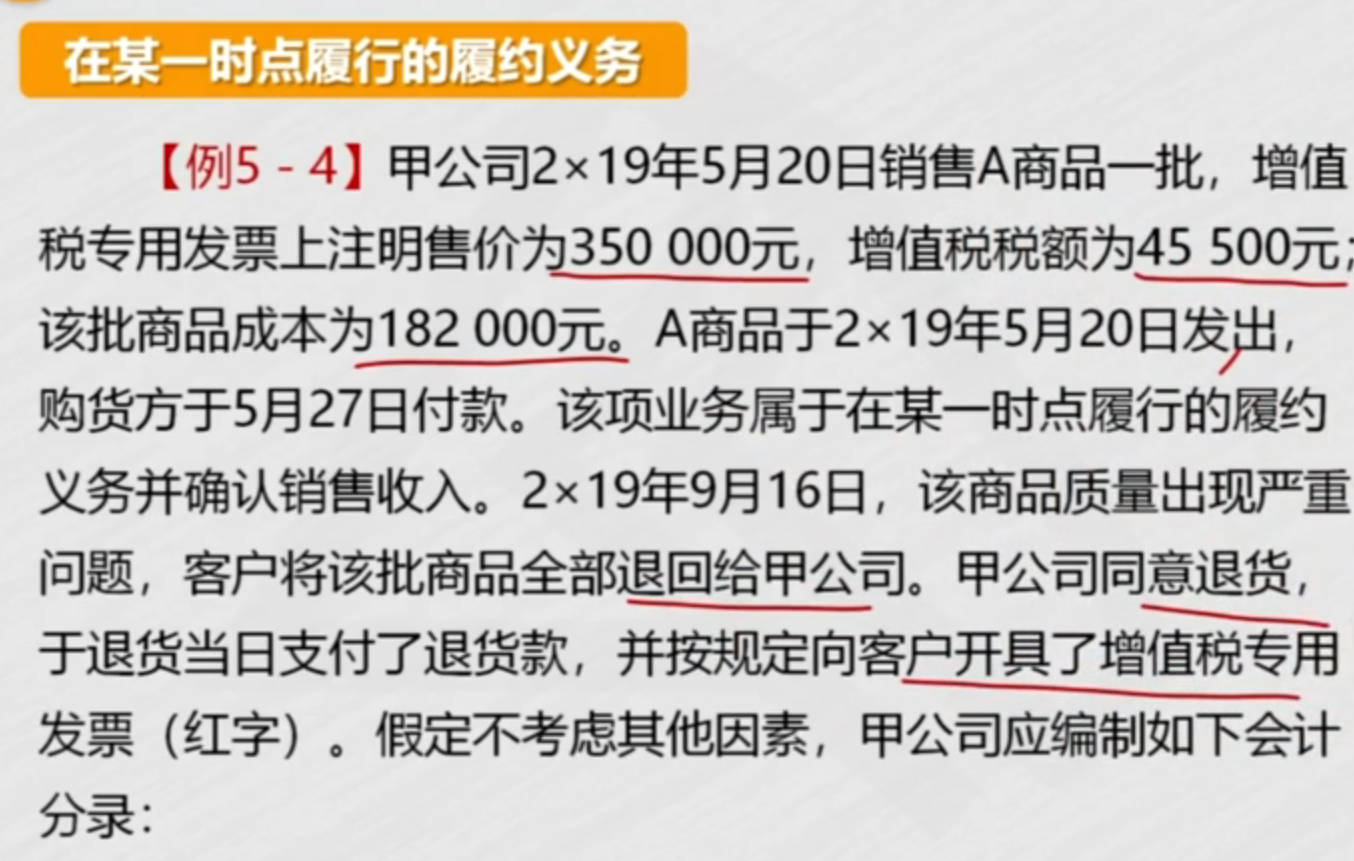 在某一时点履行的履约义务
【例5-4】甲公司2×19年5月20日销售A商品一批，增值
税专用发票上注明售价为350 000元，增值税税额为45 500元；
该批商品成本为182 000元。A商品于2×19年5月20日发出，
购货方于5月27日付款。该项业务属于在某一时点履行的履约
义务并确认销售收入。2×19年9月16日，该商品质量出现严重
问题，客户将该批商品全部退回给甲公司。甲公司同意退货，
于退货当日支付了退货款，并按规定向客户开具了增值税专用
发票（红字）。假定不考虑其他因素，甲公司应编制如下会计
分录：